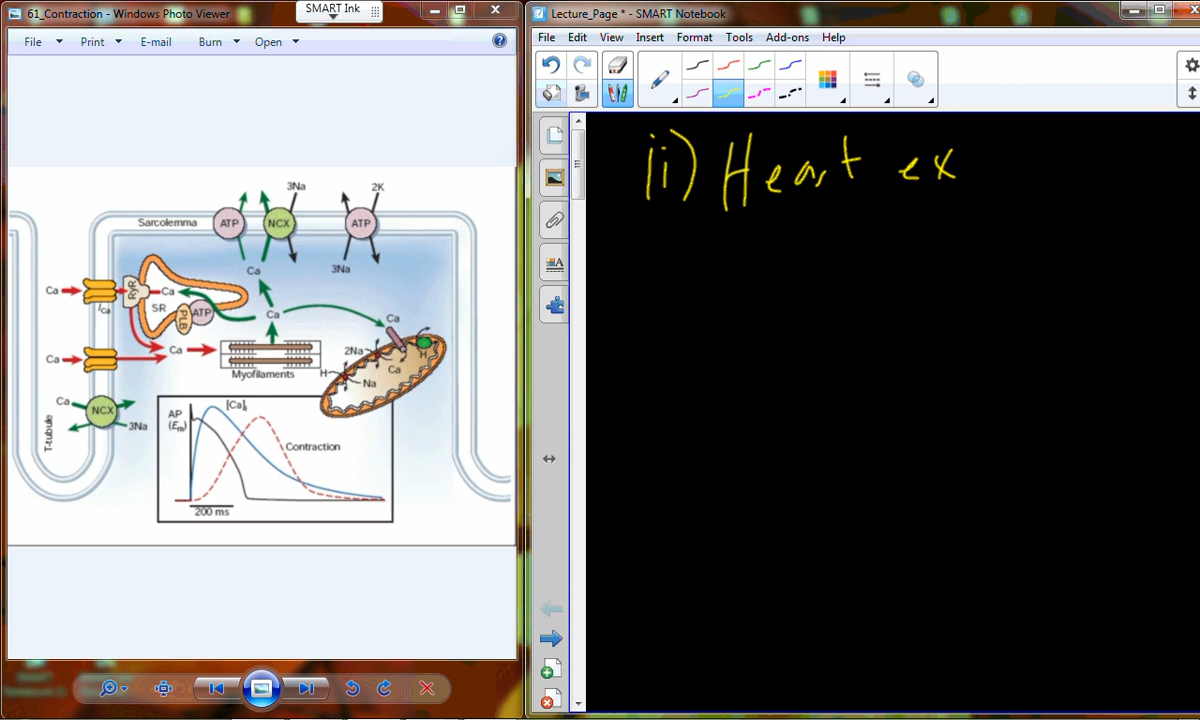 61_Contraction - Windows Photo Viewer
SMART Ink
File Print E-mail Burn Open
Lecture_Page * - SMART Notebook
File Edit View Insert Format Tools Add-ons Help
ii) Heart ex
3Na
2K
Sarcolemma
ATP
NCX
ATP
Ca
3Na
Ca
RyR
Ca
SR
ICa
PLB
ATP
Ca
Ca
Ca
Ca
2Na
H
Ca
H
Na
Myofilaments
Ca
NCX
3Na
T-tubule
AP
(Em)
[Ca]i
Contraction
200 ms